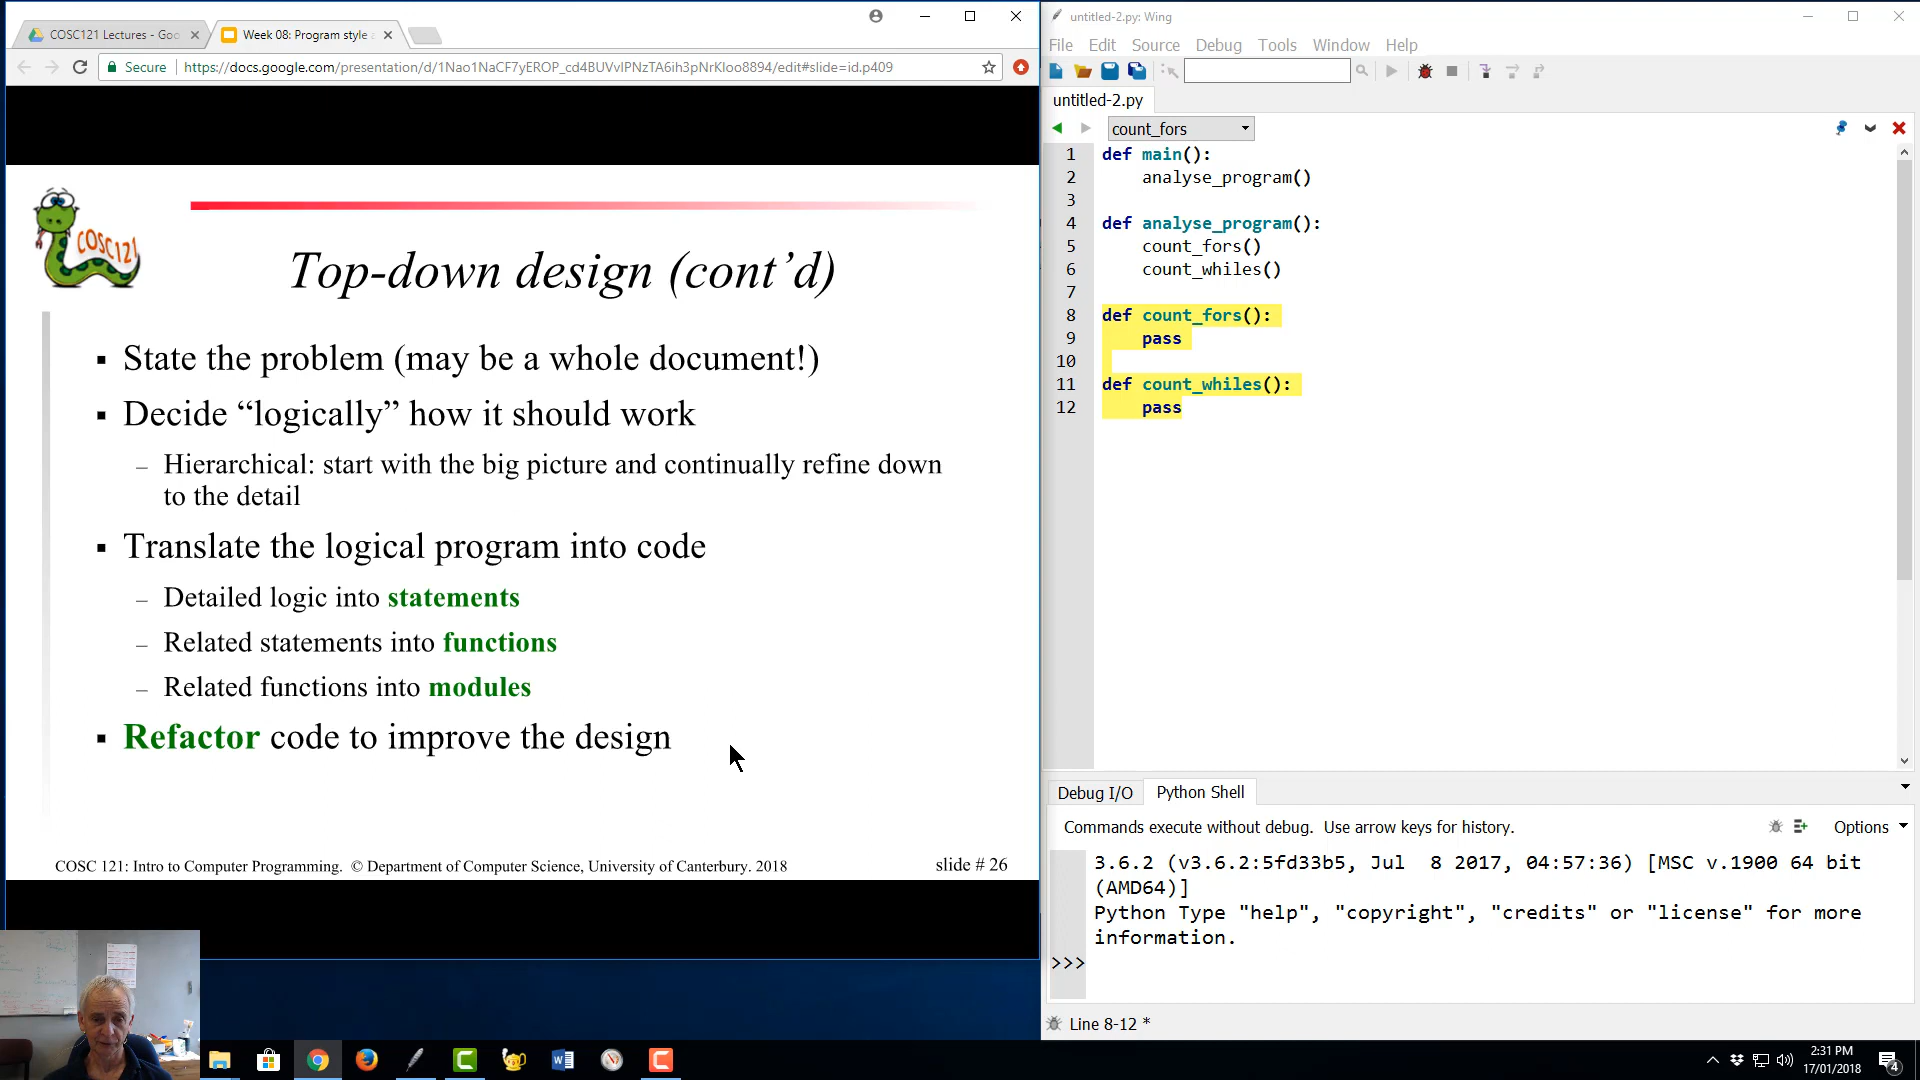 COSC121 Lectures - Goo
Week 08: Program style a
Secure
https://docs.google.com/presentation/d/1Nao1NaCF7yEROP_cd4BUVvIPNzTA6ih3pNrKloo8894/edit#slide=id.p409
COSC121
Top-down design (cont’d)
▪ State the problem (may be a whole document!)
▪ Decide “logically” how it should work
– Hierarchical: start with the big picture and continually refine down
to the detail
▪ Translate the logical program into code
– Detailed logic into statements
– Related statements into functions
– Related functions into modules
▪ Refactor code to improve the design
COSC 121: Intro to Computer Programming. © Department of Computer Science, University of Canterbury. 2018
slide # 26
untitled-2.py: Wing
File Edit Source Debug Tools Window Help
untitled-2.py
count_fors
1 def main():
2 analyse_program()
3
4 def analyse_program():
5 count_fors()
6 count_whiles()
7
8 def count_fors():
9 pass
10
11 def count_whiles():
12 pass
Debug I/O Python Shell
Commands execute without debug. Use arrow keys for history.
Options
3.6.2 (v3.6.2:5fd33b5, Jul 8 2017, 04:57:36) [MSC v.1900 64 bit
(AMD64)]
Python Type "help", "copyright", "credits" or "license" for more
information.
>>>
Line 8-12 *
2:31 PM
17/01/2018
4